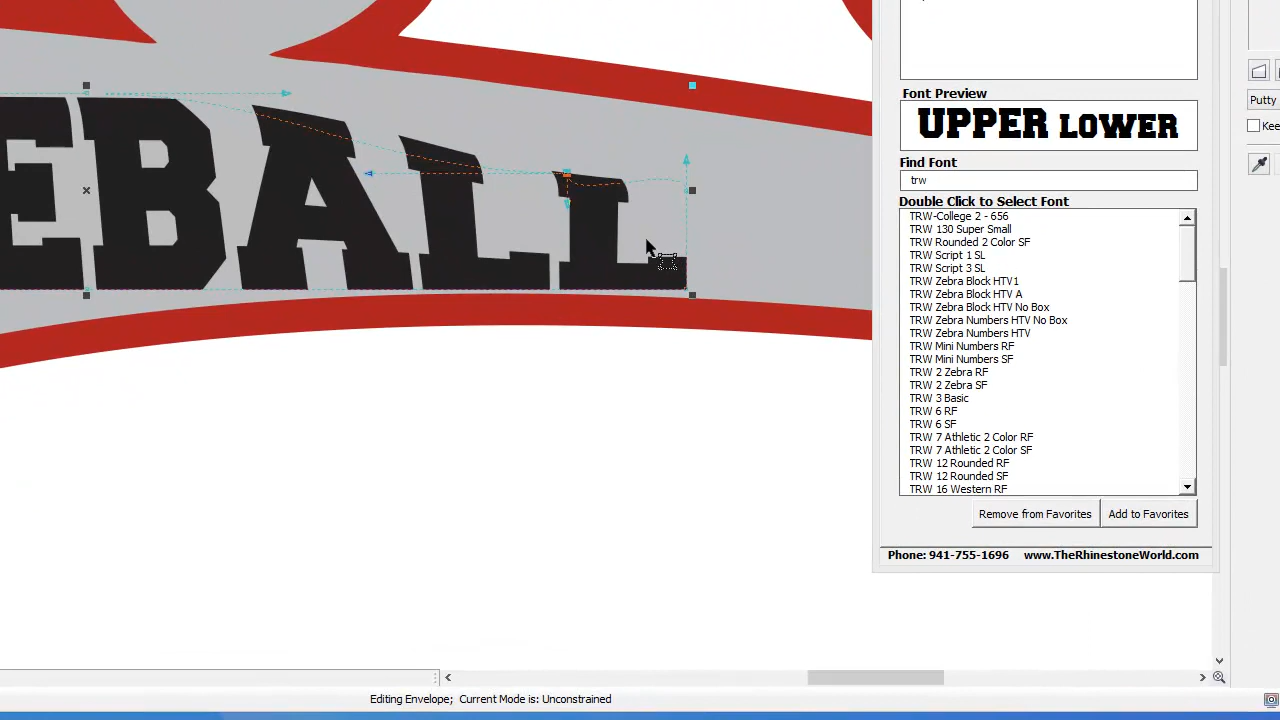 Font Preview
UPPER LOWER
Find Font
trw
Double Click to Select Font
TRW-College 2 - 656
TRW 130 Super Small
TRW Rounded 2 Color SF
TRW Script 1 SL
TRW Script 3 SL
TRW Zebra Block HTV1
TRW Zebra Block HTV A
TRW Zebra Block HTV No Box
TRW Zebra Numbers HTV No Box
TRW Zebra Numbers HTV
TRW Mini Numbers RF
TRW Mini Numbers SF
TRW 2 Zebra RF
TRW 2 Zebra SF
TRW 3 Basic
TRW 6 RF
TRW 6 SF
TRW 7 Athletic 2 Color RF
TRW 7 Athletic 2 Color SF
TRW 12 Rounded RF
TRW 12 Rounded SF
TRW 16 Western RF
Remove from Favorites
Add to Favorites
Phone: 941-755-1696 www.TheRhinestoneWorld.com
EBALL
Putty
Kee
Editing Envelope; Current Mode is: Unconstrained